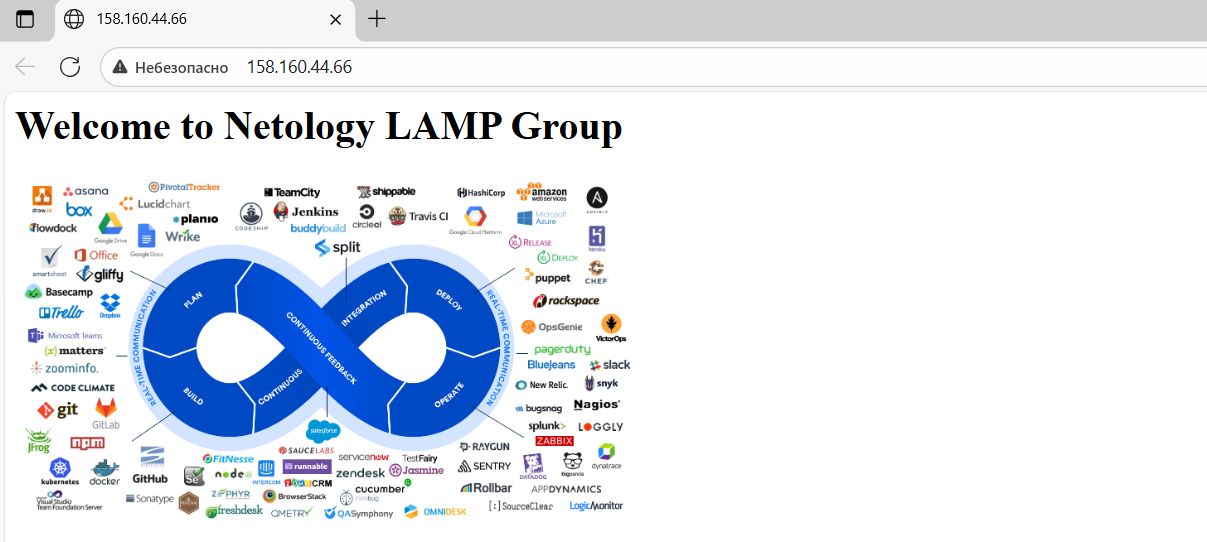 158.160.44.66
Небезопасно 158.160.44.66
Welcome to Netology LAMP Group
draw.io
asana
PivotalTracker
TeamCity
shippable
HashiCorp
amazon
web services
ANSIBLE
box
Lucidchart
planio
CODESHIP
Jenkins
buddybuild
circleci
Travis CI
Google Cloud Platform
Microsoft
Azure
heroku
flowdock
Google Drive
Google Docs
Wrike
split
XL RELEASE
XL DEPLOY
smartsheet
Office
gliffy
puppet
CHEF
Basecamp
Trello
Dropbox
rackspace
Microsoft Teams
OpsGenie
VictorOps
(x)matters
pagerduty
zoominfo.
BlueJeans
slack
CODE CLIMATE
New Relic.
snyk
git
GitLab
bugsnag
Nagios
splunk>
LOGGLY
ZABBIX
REAL-TIME COMMUNICATION
PLAN
BUILD
CONTINUOUS
INTEGRATION
CONTINUOUS FEEDBACK
DEPLOY
OPERATE
REAL-TIME COMMUNICATION
JFrog
npm
salesforce
RAYGUN
kubernetes
docker
GitHub
Se
FitNesse
SAUCELABS
servicenow
TestFairy
SENTRY
DATADOG
bigpanda
dynatrace
node
INTERCOM
runnable
zendesk
Jasmine
Visual Studio
Team Foundation Server
Sonatype
ZEPHYR
CRM
BrowserStack
cucumber
Rollbar
APPDYNAMICS
freshdesk
QMETRY
QASymphony
OMNIDESK
[:]SourceClear
LogicMonitor